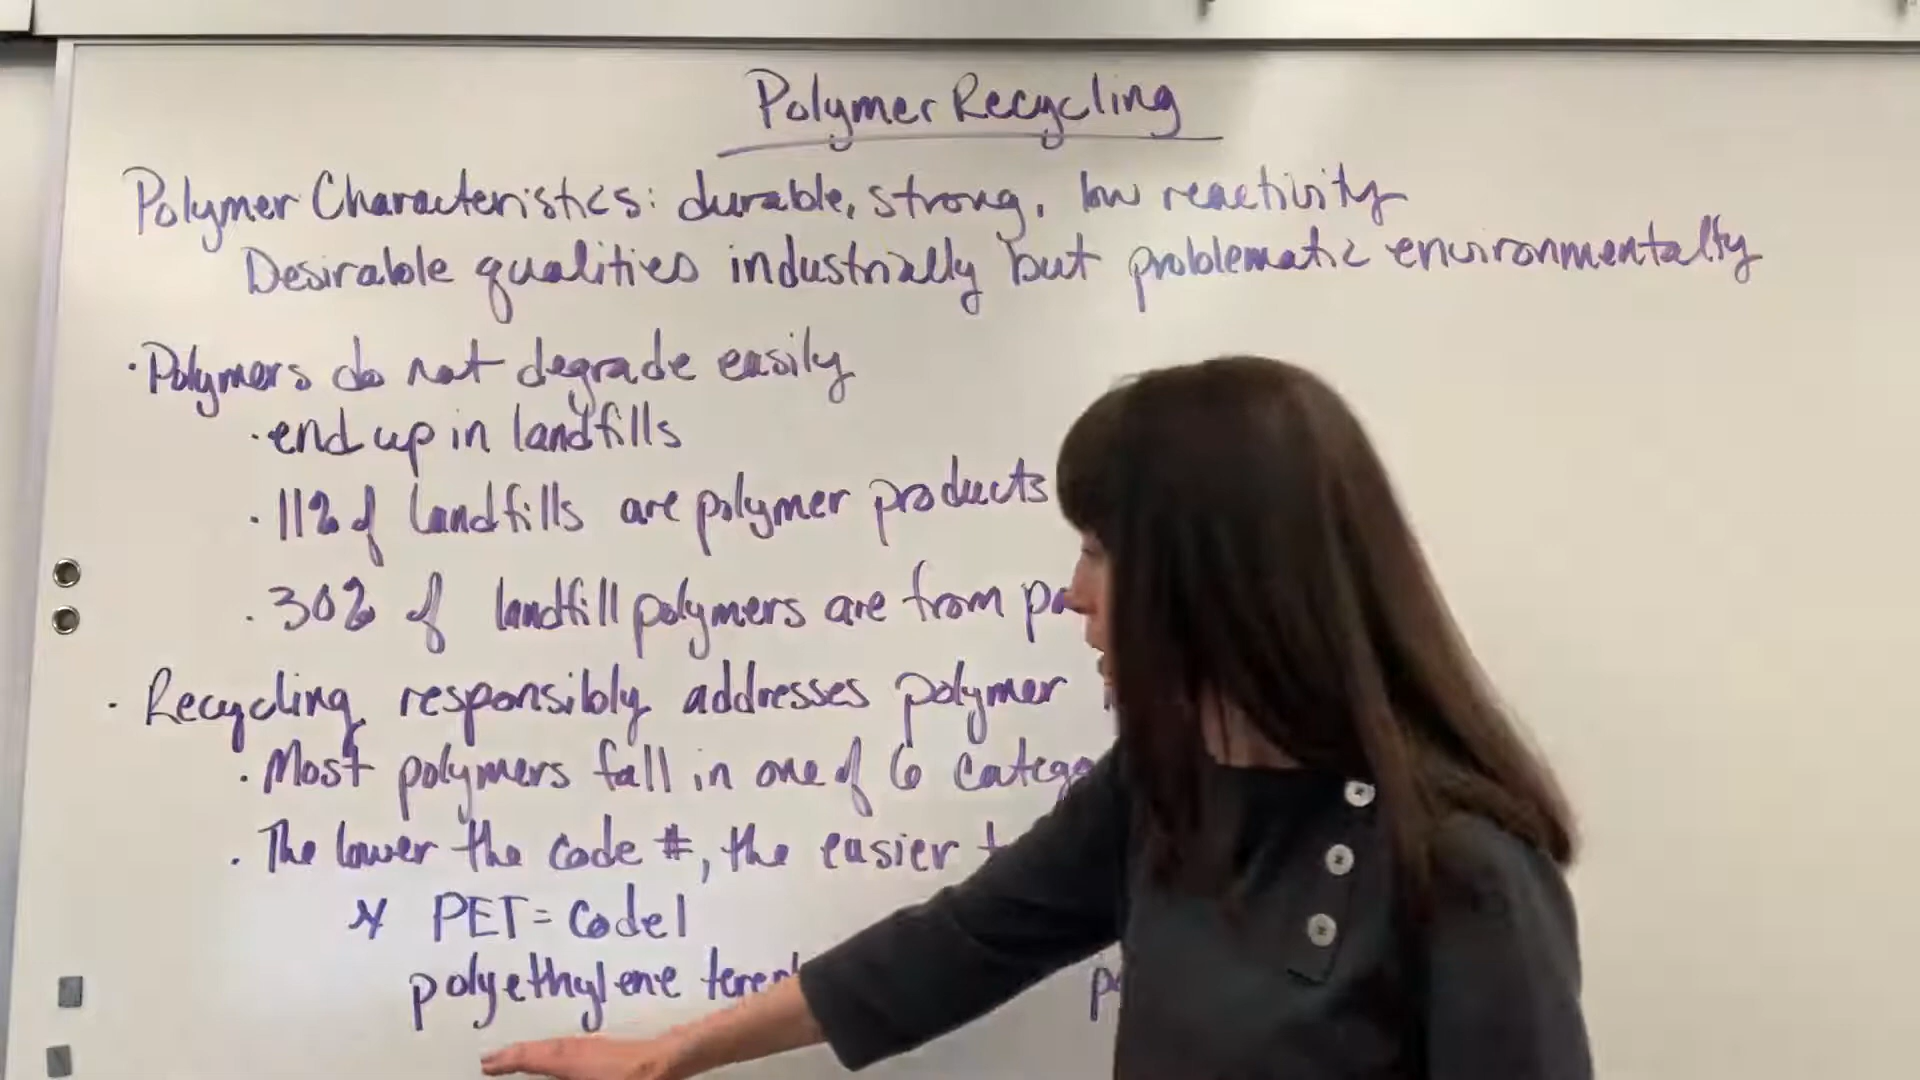 Polymer Recycling
Polymer Characteristics: durable, strong, low reactivity
Desirable qualities industrially but problematic environmentally
· Polymers do not degrade easily
· end up in landfills
· 11% of landfills are polymer products
· 30% of landfill polymers are from
· Recycling responsibly addresses polymer
· Most polymers fall in one of 6
· The lower the code #, the easier
* PET = Code 1
polyethylene